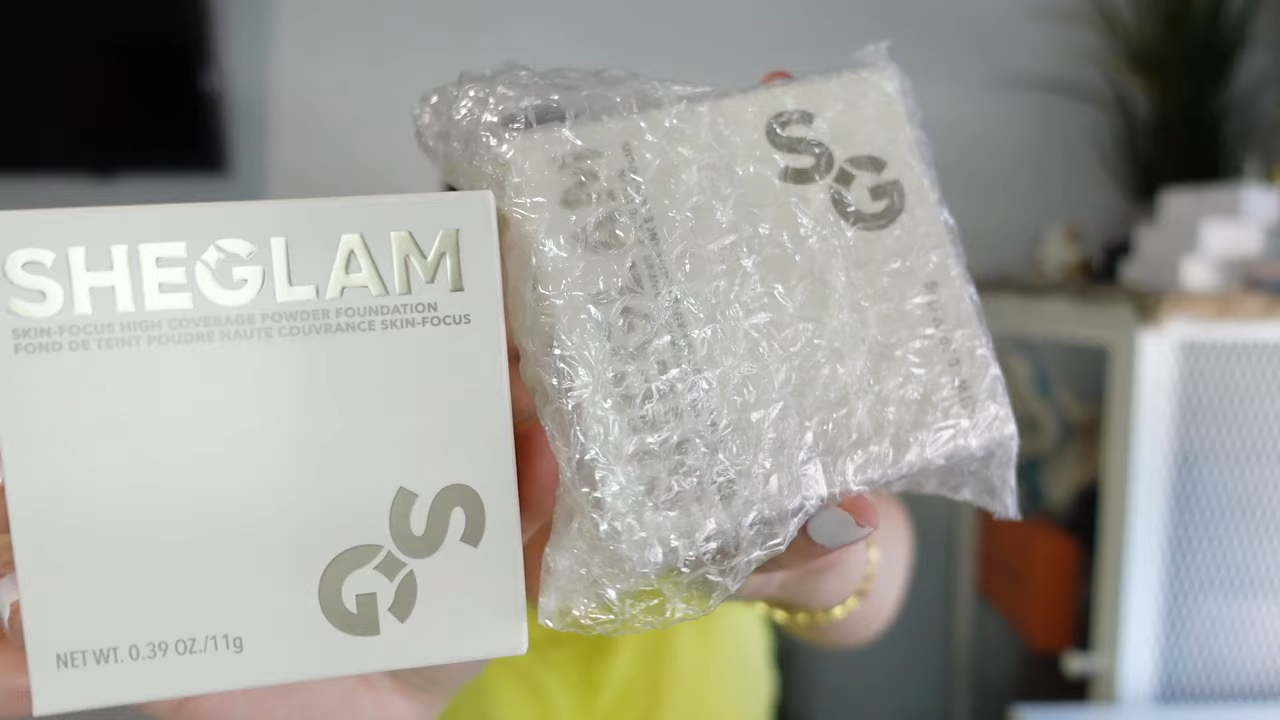 SHEGLAM
SKIN-FOCUS HIGH COVERAGE POWDER FOUNDATION
FOND DE TEINT POUDRE HAUTE COUVRANCE SKIN-FOCUS
SG
NET WT. 0.39 OZ./11g
SG